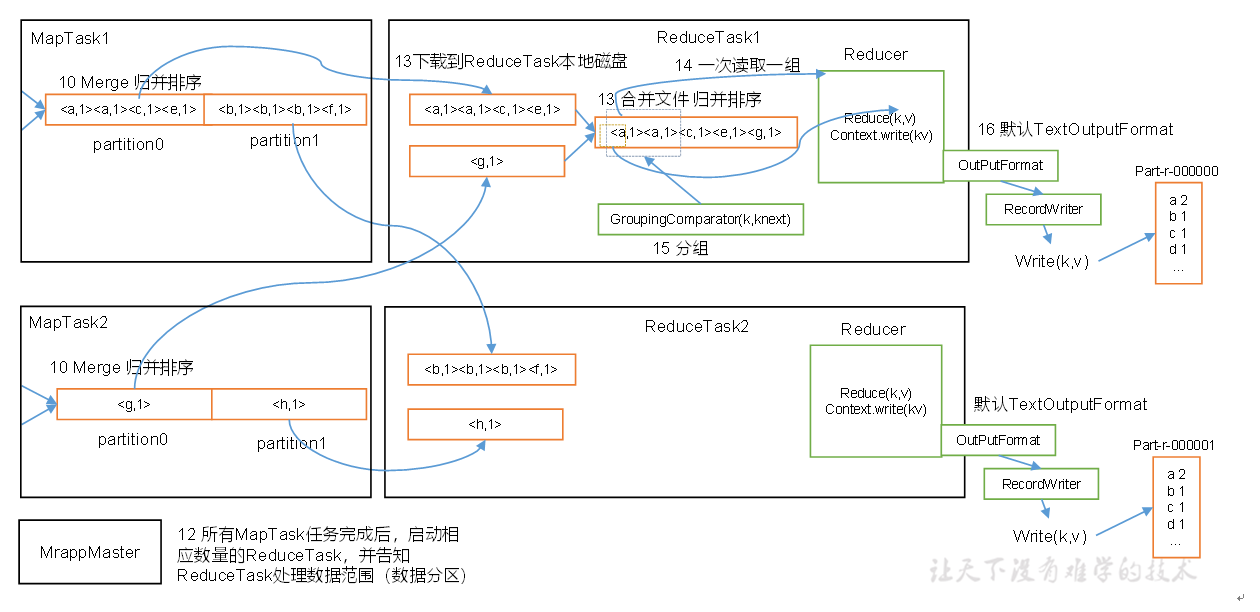 MapTask1
10 Merge 归并排序
<a,1><a,1><c,1><e,1>
<b,1><b,1><b,1><f,1>
partition0
partition1
ReduceTask1
13下载到ReduceTask本地磁盘
<a,1><a,1><c,1><e,1>
<g,1>
14 一次读取一组
13 合并文件 归并排序
<a,1><a,1><c,1><e,1><g,1>
GroupingComparator(k,knext)
15 分组
Reducer
Reduce(k,v)
Context.write(kv)
16 默认TextOutputFormat
OutPutFormat
RecordWriter
Write(k,v)
Part-r-000000
a 2
b 1
c 1
d 1
...
MapTask2
10 Merge 归并排序
<g,1>
<h,1>
partition0
partition1
ReduceTask2
<b,1><b,1><b,1><f,1>
<h,1>
Reducer
Reduce(k,v)
Context.write(kv)
默认TextOutputFormat
OutPutFormat
RecordWriter
Write(k,v)
Part-r-000001
a 2
b 1
c 1
d 1
...
MrappMaster
12 所有MapTask任务完成后，启动相
应数量的ReduceTask，并告知
ReduceTask处理数据范围（数据分区）
让天下没有难学的技术